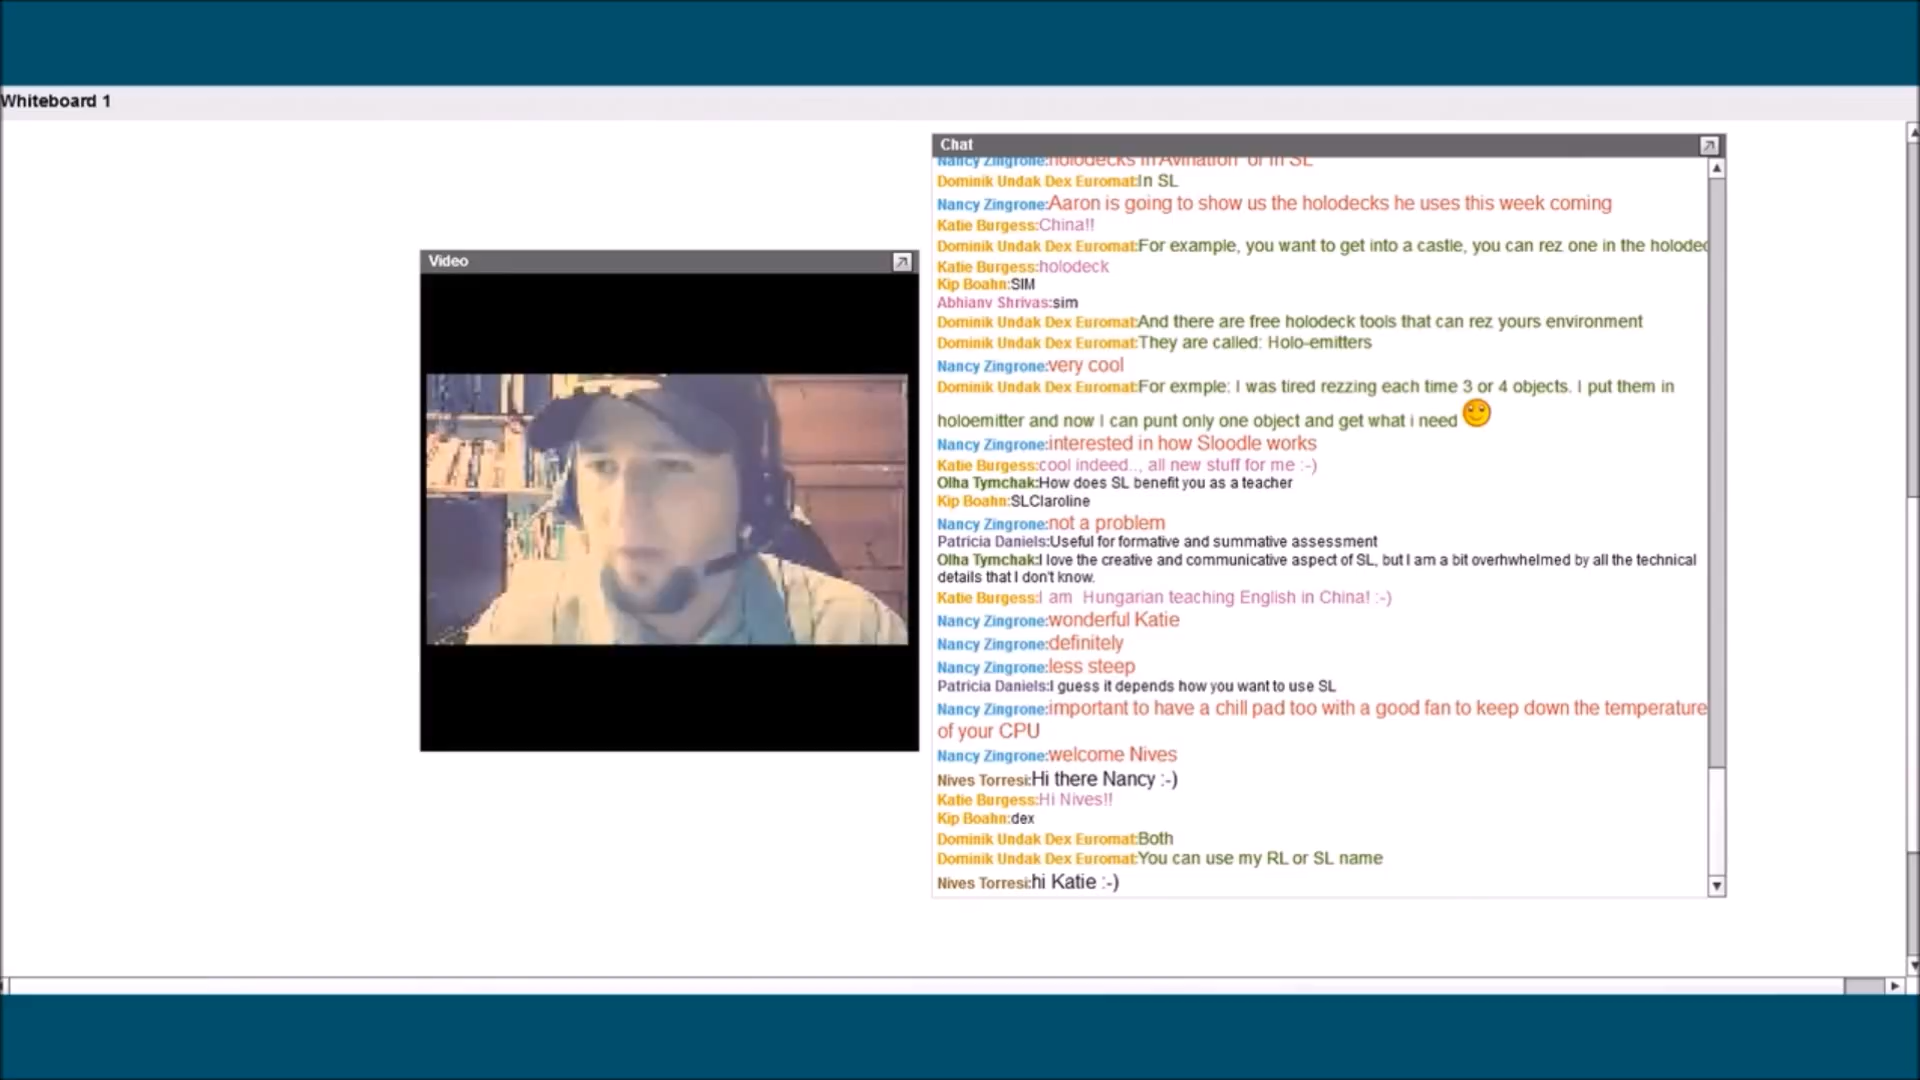 Whiteboard 1
Chat
Nancy Zingrone:holodecks in Avination or in SL
Dominik Undak Dex Euromat:In SL
Nancy Zingrone:Aaron is going to show us the holodecks he uses this week coming
Katie Burgess:China!!
Dominik Undak Dex Euromat:For example, you want to get into a castle, you can rez one in the holodec
Katie Burgess:holodeck
Kip Boahn:SIM
Abhianv Shrivas:sim
Dominik Undak Dex Euromat:And there are free holodeck tools that can rez yours environment
Dominik Undak Dex Euromat:They are called: Holo-emitters
Nancy Zingrone:very cool
Dominik Undak Dex Euromat:For exmple: I was tired rezzing each time 3 or 4 objects. I put them in
holoemitter and now I can punt only one object and get what i need
Nancy Zingrone:interested in how Sloodle works
Katie Burgess:cool indeed.., all new stuff for me :-)
Olha Tymchak:How does SL benefit you as a teacher
Kip Boahn:SLClaroline
Nancy Zingrone:not a problem
Patricia Daniels:Useful for formative and summative assessment
Olha Tymchak:I love the creative and communicative aspect of SL, but I am a bit overhwhelmed by all the technical
details that I don't know.
Katie Burgess:I am  Hungarian teaching English in China! :-)
Nancy Zingrone:wonderful Katie
Nancy Zingrone:definitely
Nancy Zingrone:less steep
Patricia Daniels:I guess it depends how you want to use SL
Nancy Zingrone:important to have a chill pad too with a good fan to keep down the temperature
of your CPU
Nancy Zingrone:welcome Nives
Nives Torresi:Hi there Nancy :-)
Katie Burgess:Hi Nives!!
Kip Boahn:dex
Dominik Undak Dex Euromat:Both
Dominik Undak Dex Euromat:You can use my RL or SL name
Nives Torresi:hi Katie :-)
Video